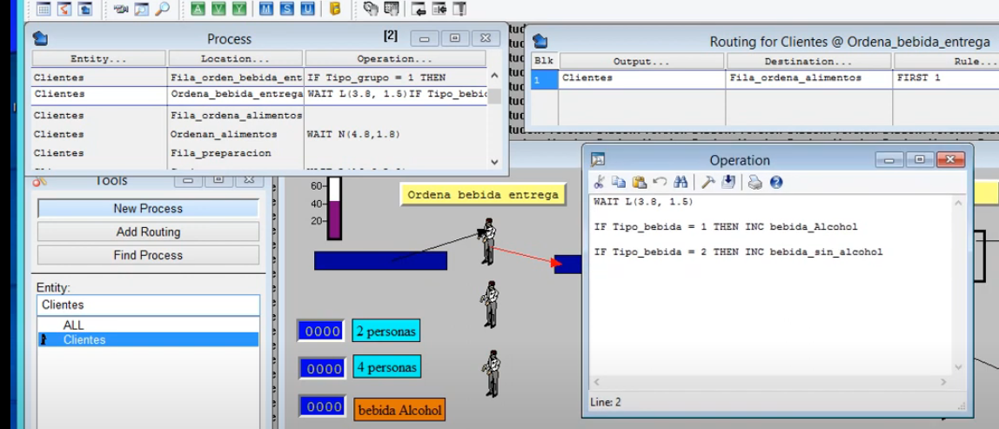 Process
[2]
Entity... Location... Operation...
Clientes Fila_orden_bebida_ent IF Tipo_grupo = 1 THEN
Clientes Ordena_bebida_entrega WAIT L(3.8, 1.5)IF Tipo_bebid
Clientes Fila_ordena_alimentos
Clientes Ordenan_alimentos WAIT N(4.8,1.8)
Clientes Fila_preparacion
Routing for Clientes @ Ordena_bebida_entrega
Blk Output... Destination... Rule...
1 Clientes Fila_ordena_alimentos FIRST 1
Tools
New Process
Add Routing
Find Process
Entity:
Clientes
ALL
Clientes
60
40
20
Ordena bebida entrega
0000 2 personas
0000 4 personas
0000 bebida Alcohol
Operation
WAIT L(3.8, 1.5)
IF Tipo_bebida = 1 THEN INC bebida_Alcohol
IF Tipo_bebida = 2 THEN INC bebida_sin_alcohol
Line: 2